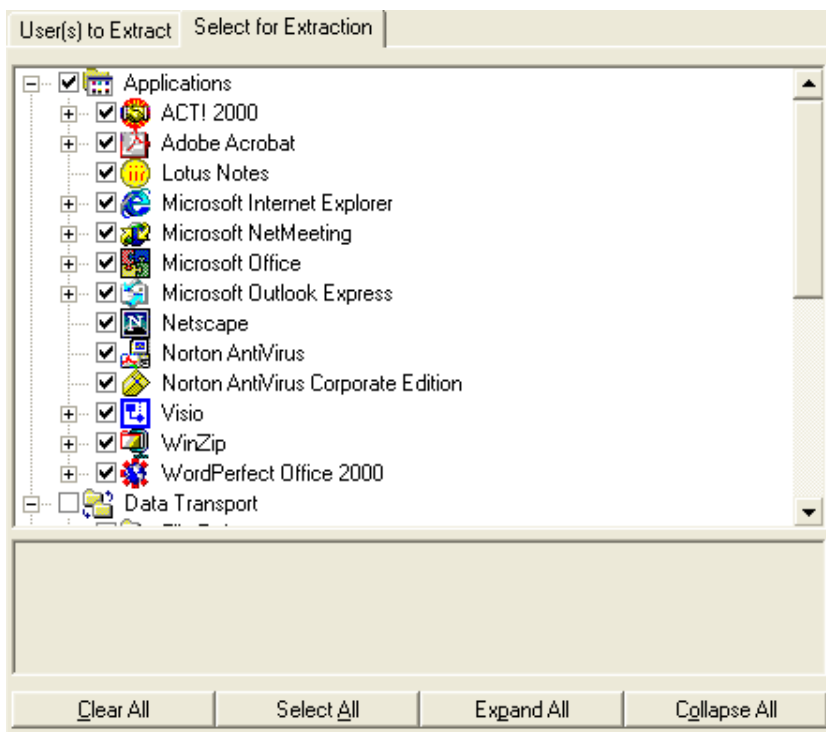 User(s) to Extract
Select for Extraction
Applications
ACT! 2000
Adobe Acrobat
Lotus Notes
Microsoft Internet Explorer
Microsoft NetMeeting
Microsoft Office
Microsoft Outlook Express
Netscape
Norton AntiVirus
Norton AntiVirus Corporate Edition
Visio
WinZip
WordPerfect Office 2000
Data Transport
Clear All
Select All
Expand All
Collapse All